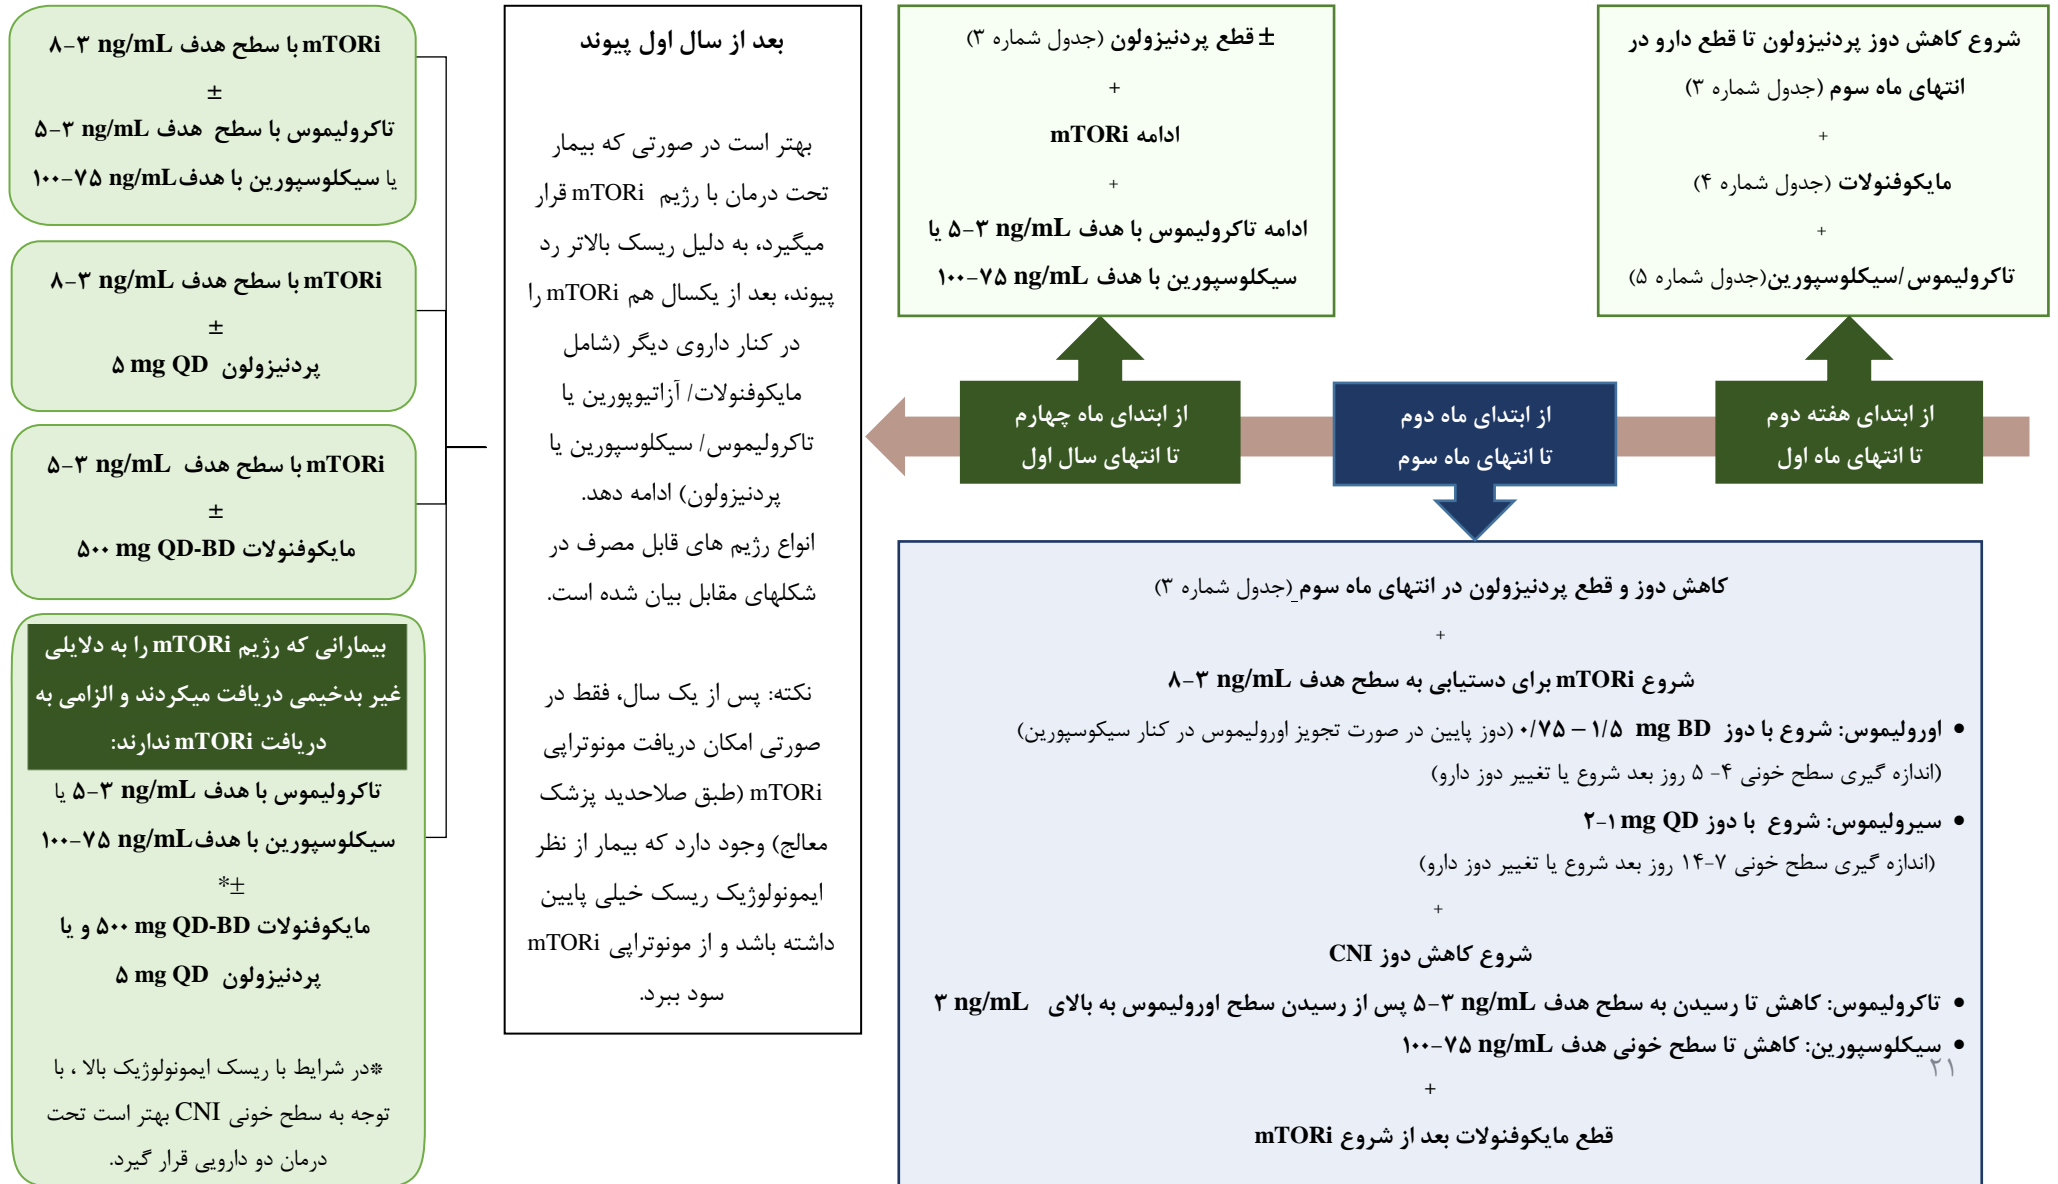 شروع کاهش دوز پردنیزولون تا قطع دارو در
انتهای ماه سوم (جدول شماره ۳)
+
مایکوفنولات (جدول شماره ۴)
+
تاکرولیموس/سیکلوسپورین(جدول شماره ۵)
از ابتدای هفته دوم
تا انتهای ماه اول
از ابتدای ماه دوم
تا انتهای ماه سوم
کاهش دوز و قطع پردنیزولون در انتهای ماه سوم (جدول شماره ۳)
+
شروع mTORi برای دستیابی به سطح هدف ۸-۳ ng/mL
• اورولیموس: شروع با دوز ۰/۷۵ – ۱/۵ mg BD (دوز پایین در صورت تجویز اورولیموس در کنار سیکوسپورین)
(اندازه گیری سطح خونی ۴- ۵ روز بعد شروع یا تغییر دوز دارو)
• سیرولیموس: شروع با دوز ۲-۱ mg QD
(اندازه گیری سطح خونی ۷-۱۴ روز بعد شروع یا تغییر دوز دارو)
+
شروع کاهش دوز CNI
• تاکرولیموس: کاهش تا رسیدن به سطح هدف ۵-۳ ng/mL پس از رسیدن سطح اورولیموس به بالای ۳ ng/mL
• سیکلوسپورین: کاهش تا سطح خونی هدف ۱۰۰-۷۵ ng/mL
۲۱
+
قطع مایکوفنولات بعد از شروع mTORi
از ابتدای ماه چهارم
تا انتهای سال اول
± قطع پردنیزولون (جدول شماره ۳)
+
ادامه mTORi
+
ادامه تاکرولیموس با هدف ۵-۳ ng/mL یا
سیکلوسپورین با هدف ۱۰۰-۷۵ ng/mL
بعد از سال اول پیوند
بهتر است در صورتی که بیمار
تحت درمان با رژیم mTORi قرار
میگیرد، به دلیل ریسک بالاتر رد
پیوند، بعد از یکسال هم mTORi را
در کنار داروی دیگر (شامل
مایکوفنولات/ آزاتیوپورین یا
تاکرولیموس/ سیکلوسپورین یا
پردنیزولون) ادامه دهد.
انواع رژیم های قابل مصرف در
شکلهای مقابل بیان شده است.
نکته: پس از یک سال، فقط در
صورتی امکان دریافت مونوتراپی
mTORi (طبق صلاحدید پزشک
معالج) وجود دارد که بیمار از نظر
ایمونولوژیک ریسک خیلی پایین
داشته باشد و از مونوتراپی mTORi
سود ببرد.
mTORi با سطح هدف ۸-۳ ng/mL
±
تاکرولیموس با سطح هدف ۵-۳ ng/mL
یا سیکلوسپورین با هدف ۱۰۰-۷۵ ng/mL
mTORi با سطح هدف ۸-۳ ng/mL
±
پردنیزولون ۵ mg QD
mTORi با سطح هدف ۵-۳ ng/mL
±
مایکوفنولات ۵۰۰ mg QD-BD
بیمارانی که رژیم mTORi را به دلایلی
غیر بدخیمی دریافت میکردند و الزامی به
دریافت mTORi ندارند:
تاکرولیموس با هدف ۵-۳ ng/mL یا
سیکلوسپورین با هدف ۱۰۰-۷۵ ng/mL
±*
مایکوفنولات ۵۰۰ mg QD-BD و یا
پردنیزولون ۵ mg QD
*در شرایط با ریسک ایمونولوژیک بالا ، با
توجه به سطح خونی CNI بهتر است تحت
درمان دو دارویی قرار گیرد.